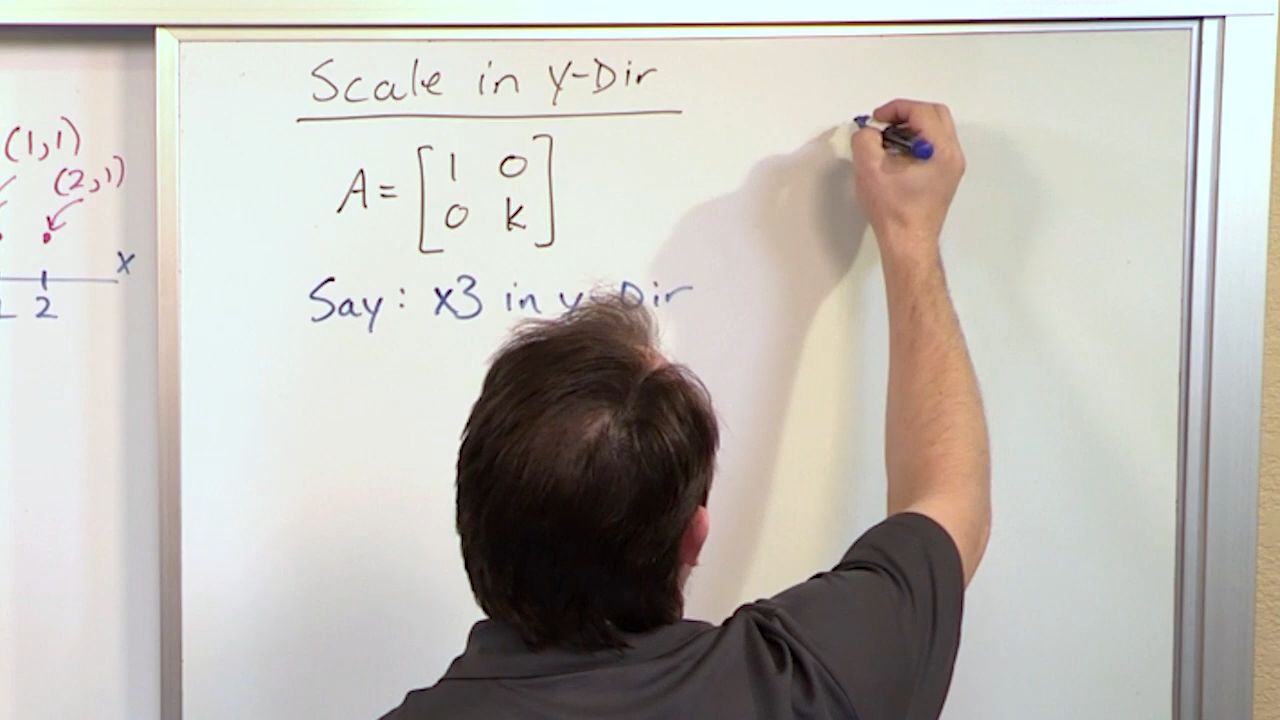 Scale in y-Dir
A = [ 1 0
0 k ]
Say: x3 in y-Dir
(1,1)
(2,1)
x
2